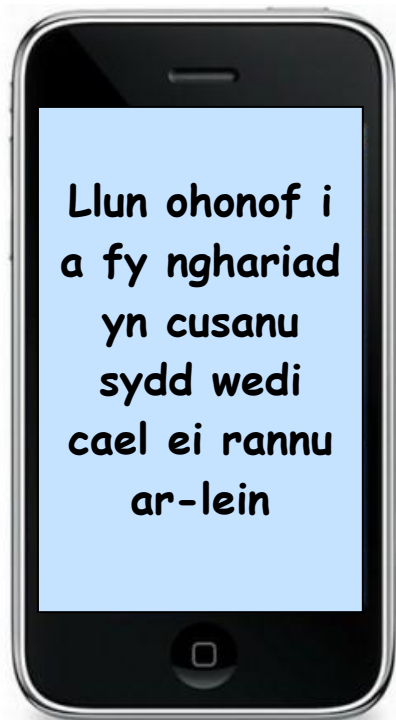 Llun ohonof i
a fy nghariad
yn cusanu
sydd wedi
cael ei rannu
ar-lein